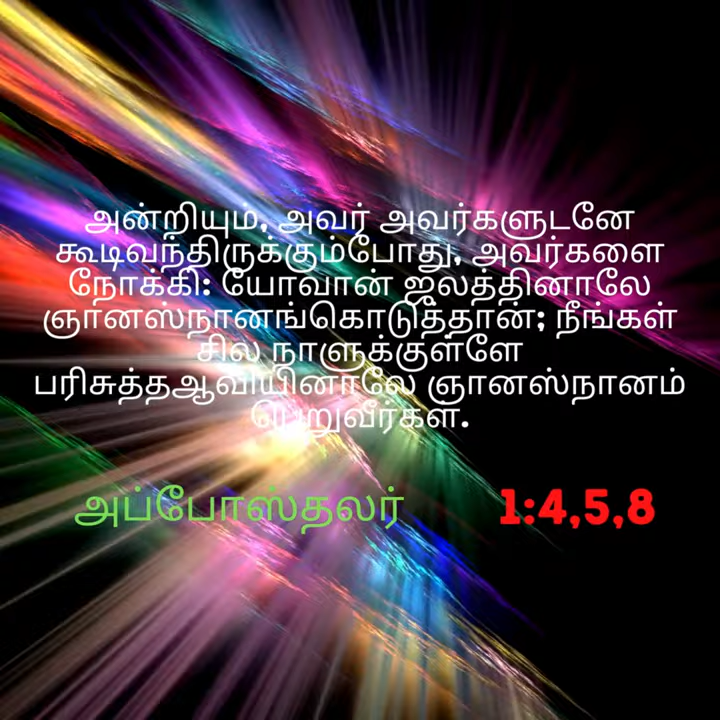 அன்றியும், அவர் அவர்களுடனே
கூடிவந்திருக்கும்போது, அவர்களை
நோக்கி: யோவான் ஜலத்தினாலே
ஞானஸ்நானங்கொடுத்தான்; நீங்கள்
சில நாளுக்குள்ளே
பரிசுத்தஆவியினாலே ஞானஸ்நானம்
பெறுவீர்கள்.
அப்போஸ்தலர் 1:4,5,8